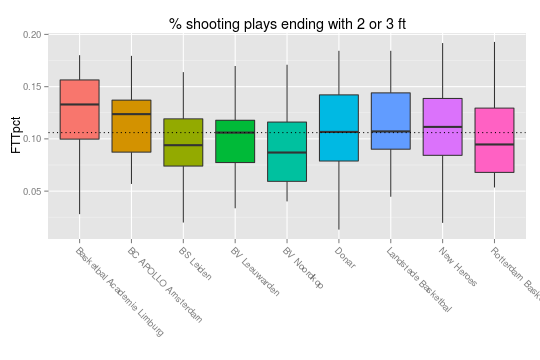 % shooting plays ending with 2 or 3 ft
FTTpct
0.20
0.15
0.10
0.05
Basketbal Academie Limburg
BC APOLLO Amsterdam
BS Leiden
BV Leeuwarden
BV Noordkop
Donar
Landstede Basketbal
New Heroes
Rotterdam Bask